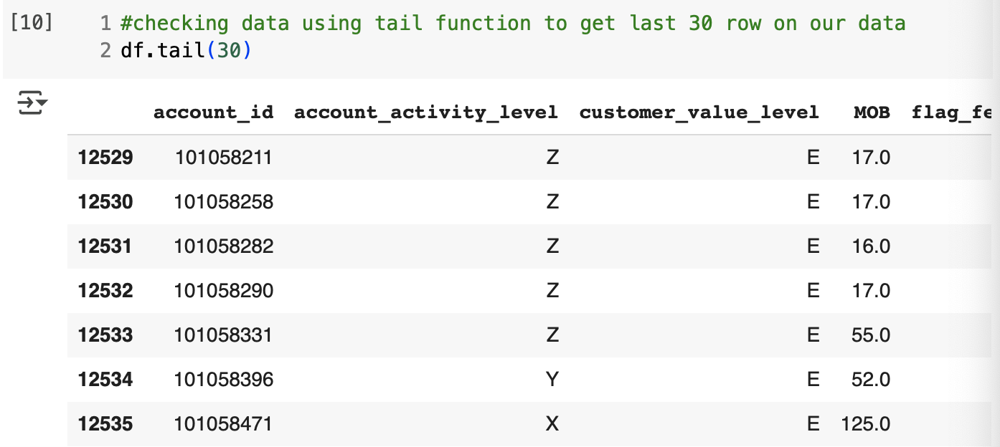 [10] 1 #checking data using tail function to get last 30 row on our data
2 df.tail(30)
account_id account_activity_level customer_value_level MOB flag_fe
12529 101058211 Z E 17.0
12530 101058258 Z E 17.0
12531 101058282 Z E 16.0
12532 101058290 Z E 17.0
12533 101058331 Z E 55.0
12534 101058396 Y E 52.0
12535 101058471 X E 125.0